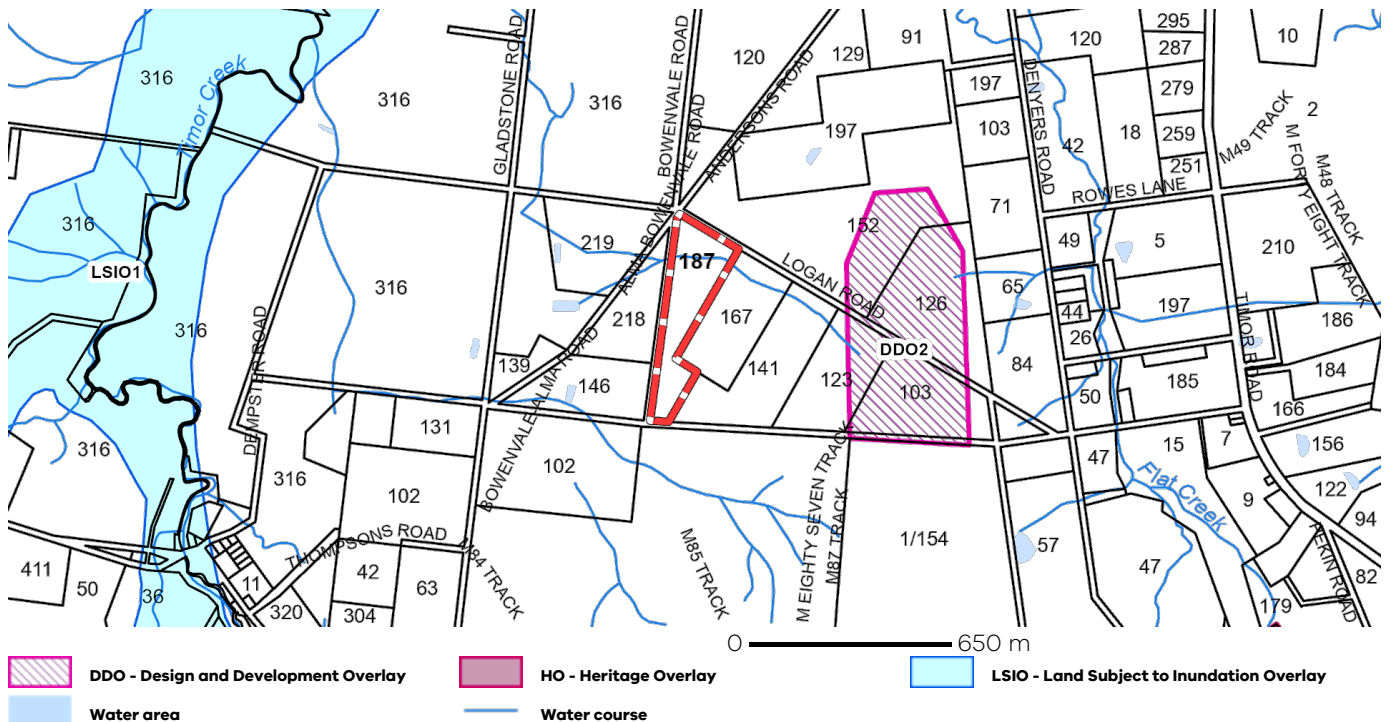 295
120
91
120
287
10
129
316
Timor Creek
316
GLADSTONE ROAD
316
BOWENVALE ROAD
ANDERSONS ROAD
197
DENYERS ROAD
279
2
M49 TRACK
103
197
42
18
259
251
M FORTY EIGHT TRACK
M48 TRACK
ROWES LANE
316
219
ALMA-BOWENVALE ROAD
187
152
71
49
5
210
LSIO1
316
LOGAN ROAD
65
126
197
44
TIMOR ROAD
186
316
218
167
26
DDO2
139
146
141
123
103
84
185
184
50
166
DEMPSTER ROAD
BOWENVALE-ALMA ROAD
131
316
102
102
316
15
7
156
47
Flat Creek
122
9
94
M EIGHTY SEVEN TRACK
M87 TRACK
1/154
57
THOMPSONS ROAD
M84 TRACK
M85 TRACK
AEKIN ROAD
411
50
36
11
42
63
47
82
320
304
179
0 650 m
DDO - Design and Development Overlay
HO - Heritage Overlay
LSIO - Land Subject to Inundation Overlay
Water area
Water course